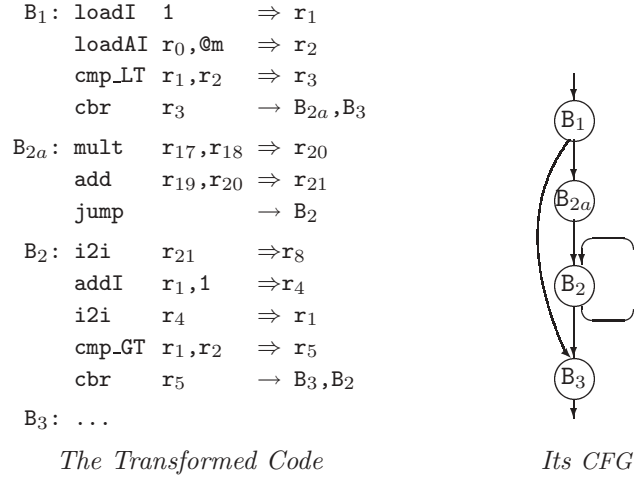 B₁: loadI 1 ⇒ r₁
loadAI r₀,@m ⇒ r₂
cmp_LT r₁,r₂ ⇒ r₃
cbr r₃ → B₂ₐ,B₃
B₂ₐ: mult r₁₇,r₁₈ ⇒ r₂₀
add r₁₉,r₂₀ ⇒ r₂₁
jump → B₂
B₂: i2i r₂₁ ⇒r₈
addI r₁,1 ⇒r₄
i2i r₄ ⇒ r₁
cmp_GT r₁,r₂ ⇒ r₅
cbr r₅ → B₃,B₂
B₃: ...
The Transformed Code
B₁
B₂ₐ
B₂
B₃
Its CFG